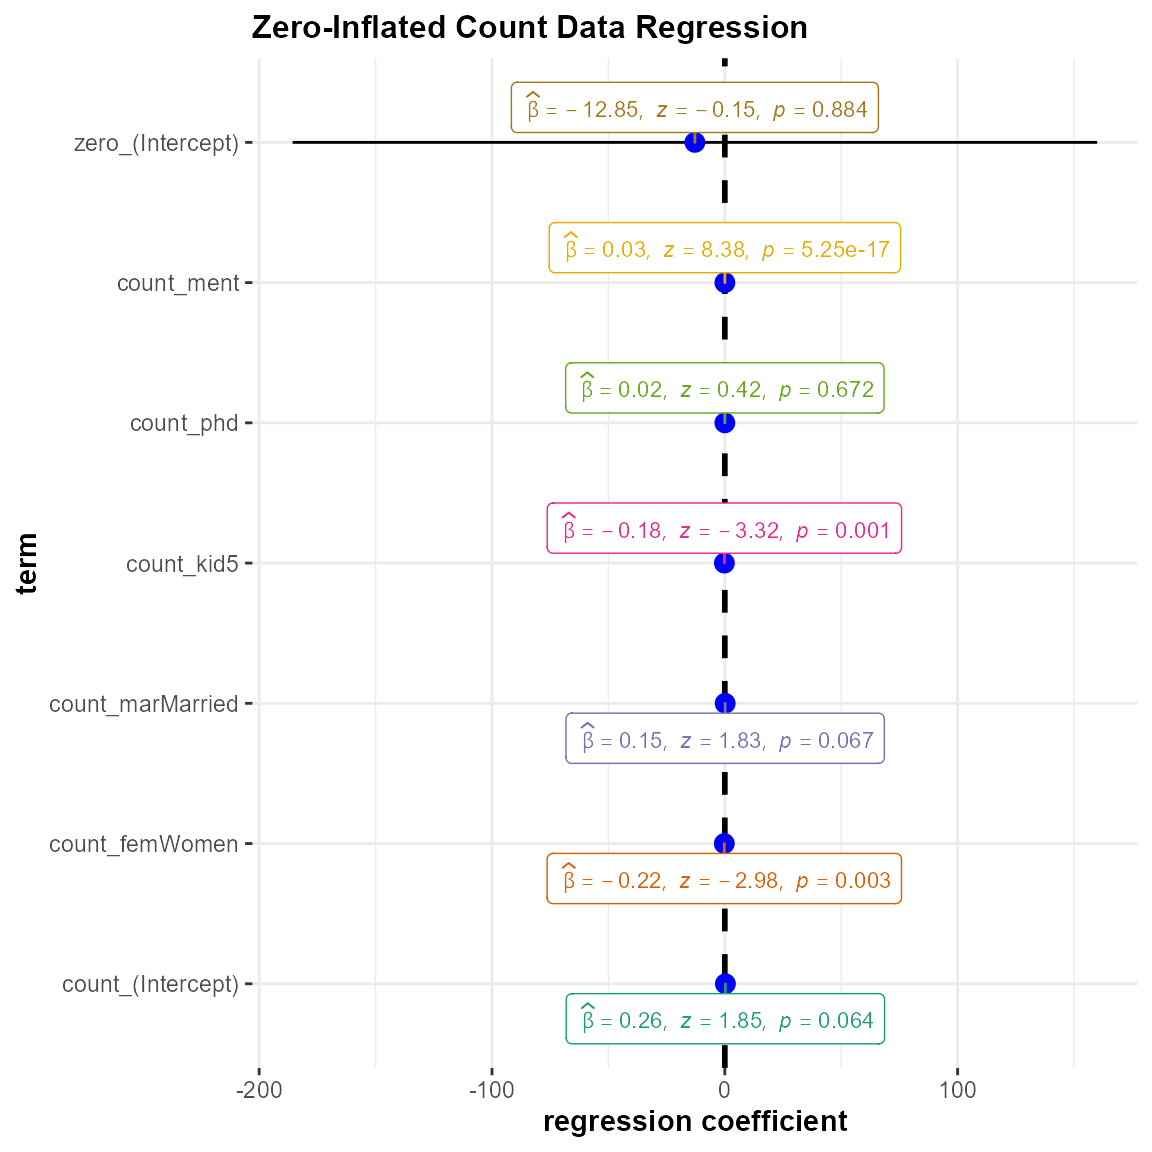 Zero-Inflated Count Data Regression
zero_(Intercept)
β̂ = − 12.85, z = − 0.15, p = 0.884
count_ment
β̂ = 0.03, z = 8.38, p = 5.25e-17
count_phd
β̂ = 0.02, z = 0.42, p = 0.672
count_kid5
β̂ = − 0.18, z = − 3.32, p = 0.001
count_marMarried
β̂ = 0.15, z = 1.83, p = 0.067
count_femWomen
β̂ = − 0.22, z = − 2.98, p = 0.003
count_(Intercept)
β̂ = 0.26, z = 1.85, p = 0.064
term
-200 -100 0 100
regression coefficient